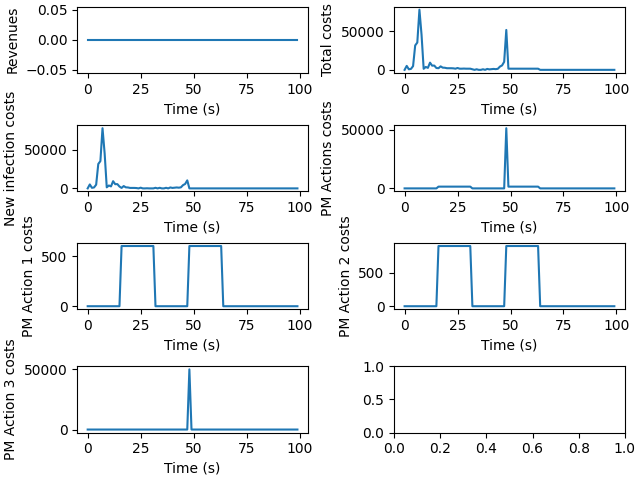 Revenues
0.05
0.00
−0.05
0 25 50 75 100
Time (s)
Total costs
50000
0
0 25 50 75 100
Time (s)
New infection costs
50000
0
0 25 50 75 100
Time (s)
PM Actions costs
50000
0
0 25 50 75 100
Time (s)
PM Action 1 costs
500
0
0 25 50 75 100
Time (s)
PM Action 2 costs
500
0
0 25 50 75 100
Time (s)
PM Action 3 costs
50000
0
0 25 50 75 100
Time (s)
1.0
0.5
0.0
0.0 0.2 0.4 0.6 0.8 1.0